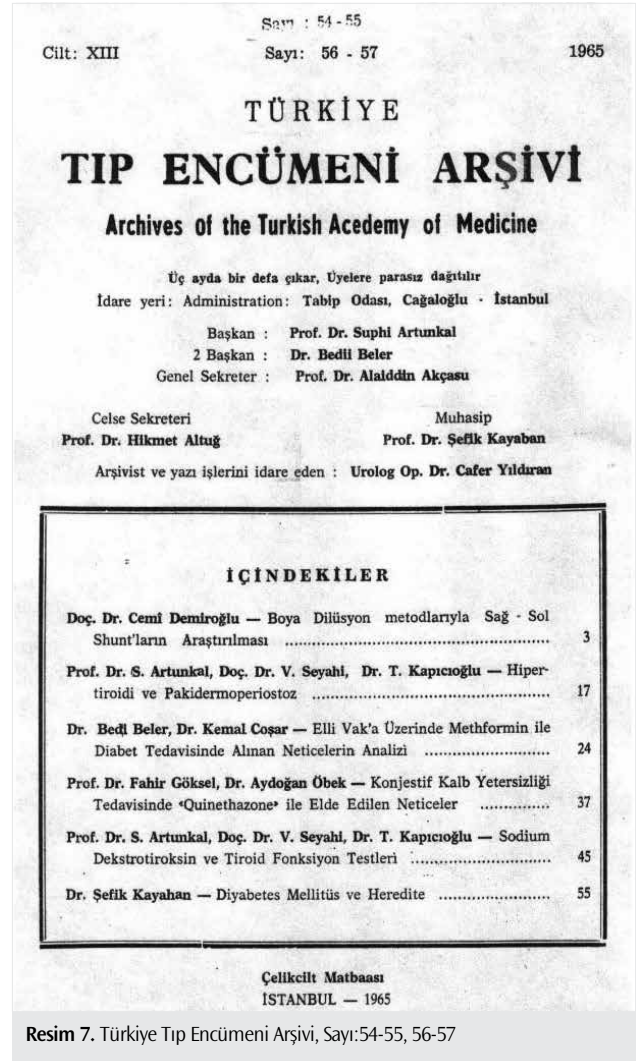 Sayı : 54-55
Cilt: XIII Sayı: 56 - 57 1965
TÜRKİYE
TIP ENCÜMENİ ARŞİVİ
Archives of the Turkish Acedemy of Medicine
Üç ayda bir defa çıkar, Üyelere parasız dağıtılır
İdare yeri: Administration: Tabip Odası, Cağaloğlu - İstanbul
Başkan : Prof. Dr. Suphi Artunkal
2 Başkan : Dr. Bedii Beler
Genel Sekreter : Prof. Dr. Alaiddin Akçasu
Celse Sekreteri Muhasip
Prof. Dr. Hikmet Altuğ Prof. Dr. Şefik Kayaban
Arşivist ve yazı işlerini idare eden : Urolog Op. Dr. Cafer Yıldıran
İÇİNDEKİLER
Doç. Dr. Cemi Demiroğlu — Boya Dilüsyon metodlarıyla Sağ - Sol
Shunt'ların Araştırılması .......... 3
Prof. Dr. S. Artunkal, Doç. Dr. V. Seyahi, Dr. T. Kapıcıoğlu — Hiper-
tiroidi ve Pakidermoperiostoz .......... 17
Dr. Bedi Beler, Dr. Kemal Coşar — Elli Vak'a Üzerinde Methformin ile
Diabet Tedavisinde Alınan Neticelerin Analizi .......... 24
Prof. Dr. Fahir Göksel, Dr. Aydoğan Öbek — Konjestif Kalb Yetersizliği
Tedavisinde «Quinethazone» ile Elde Edilen Neticeler .......... 37
Prof. Dr. S. Artunkal, Doç. Dr. V. Seyahi, Dr. T. Kapıcıoğlu — Sodium
Dekstrotiroksin ve Tiroid Fonksiyon Testleri .......... 45
Dr. Şefik Kayahan — Diyabetes Mellitüs ve Heredite .......... 55
Çelikcilt Matbaası
İSTANBUL — 1965
Resim 7. Türkiye Tıp Encümeni Arşivi, Sayı:54-55, 56-57